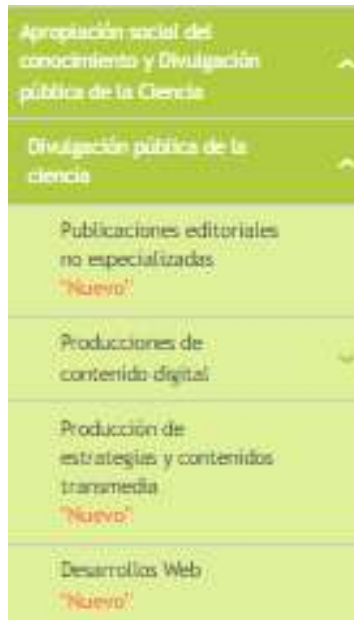 Apropiación social del
conocimiento y Divulgación
pública de la Ciencia
Divulgación pública de la
ciencia
Publicaciones editoriales
no especializadas
"Nuevo"
Producciones de
contenido digital
Producción de
estrategias y contenidos
transmedia
"Nuevo"
Desarrollos Web
"Nuevo"